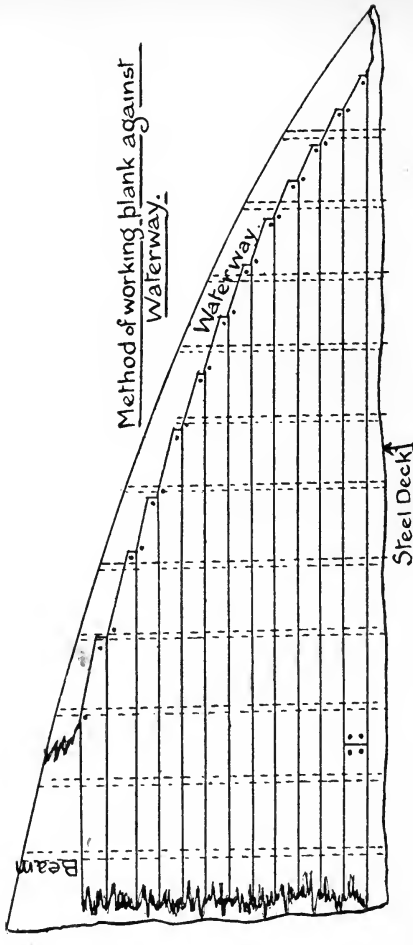 Method of working plank against
Waterway.
Waterway.
Beam
Steel Deck